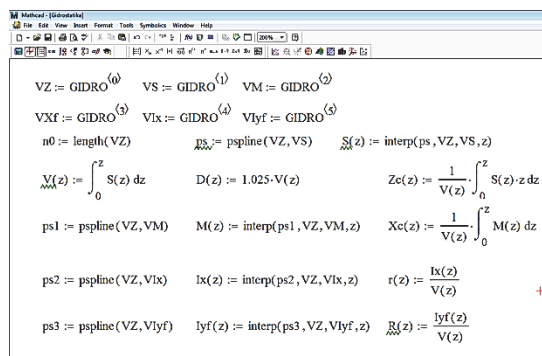 Mathcad - [Gidrostatika]
File Edit View Insert Format Tools Symbolics Window Help
200%
VZ := GIDRO⟨0⟩ VS := GIDRO⟨1⟩ VM := GIDRO⟨2⟩
VXf := GIDRO⟨3⟩ VIx := GIDRO⟨4⟩ VIyf := GIDRO⟨5⟩
n0 := length(VZ) ps := pspline(VZ,VS) S(z) := interp(ps,VZ,VS,z)
V(z) := ∫₀ᶻ S(z) dz D(z) := 1.025·V(z) Zc(z) := 1/V(z) · ∫₀ᶻ S(z)·z dz
ps1 := pspline(VZ,VM) M(z) := interp(ps1,VZ,VM,z) Xc(z) := 1/V(z) · ∫₀ᶻ M(z) dz
ps2 := pspline(VZ,VIx) Ix(z) := interp(ps2,VZ,VIx,z) r(z) := Ix(z)/V(z)
ps3 := pspline(VZ,VIyf) Iyf(z) := interp(ps3,VZ,VIyf,z) R(z) := Iyf(z)/V(z)